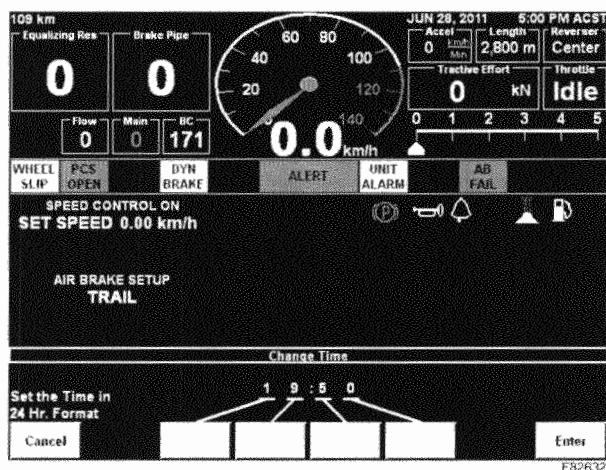 109 km
JUN 28, 2011 5:00 PM ACST
Equalizing Res
0
Brake Pipe
0
Flow
0
Main
0
BC
171
0 20 40 60 80 100 120 140
0.0 km/h
Accel
0 Km/h Min
Length
2,800 m
Reverser
Center
Tractive Effort
0 kN
Throttle
Idle
0 1 2 3 4 5
WHEEL SLIP
PCS OPEN
DYN BRAKE
ALERT
UNIT ALARM
AB FAIL
SPEED CONTROL ON
SET SPEED 0.00 km/h
(P)
AIR BRAKE SETUP
TRAIL
Change Time
Set the Time in
24 Hr. Format
1 9 : 5 0
Cancel
Enter
E82632